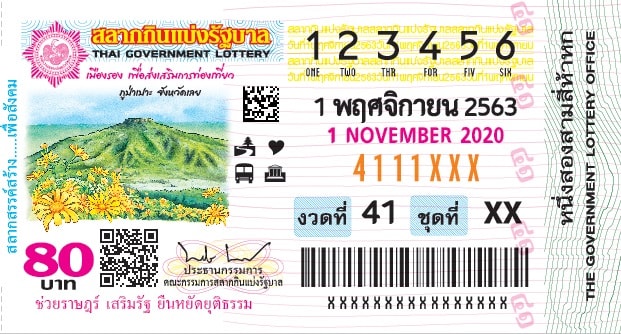 สลากกินแบ่งรัฐบาล
THAI GOVERNMENT LOTTERY
เมืองรอง เพื่อส่งเสริมการท่องเที่ยว
ภูป่าเปาะ จังหวัดเลย
1 2 3 4 5 6
ONE TWO THR FOR FIV SIX
1 พฤศจิกายน 2563
1 NOVEMBER 2020
4111XXX
งวดที่ 41 ชุดที่ XX
80
บาท
ประธานกรรมการ
คณะกรรมการสลากกินแบ่งรัฐบาล
ช่วยราษฎร์ เสริมรัฐ ยืนหยัดยุติธรรม
XXXXXXXXXXXXXXXX
สลากสรรค์สร้าง.....เพื่อสังคม
หนึ่งสองสามสี่ห้าหก
THE GOVERNMENT LOTTERY OFFICE